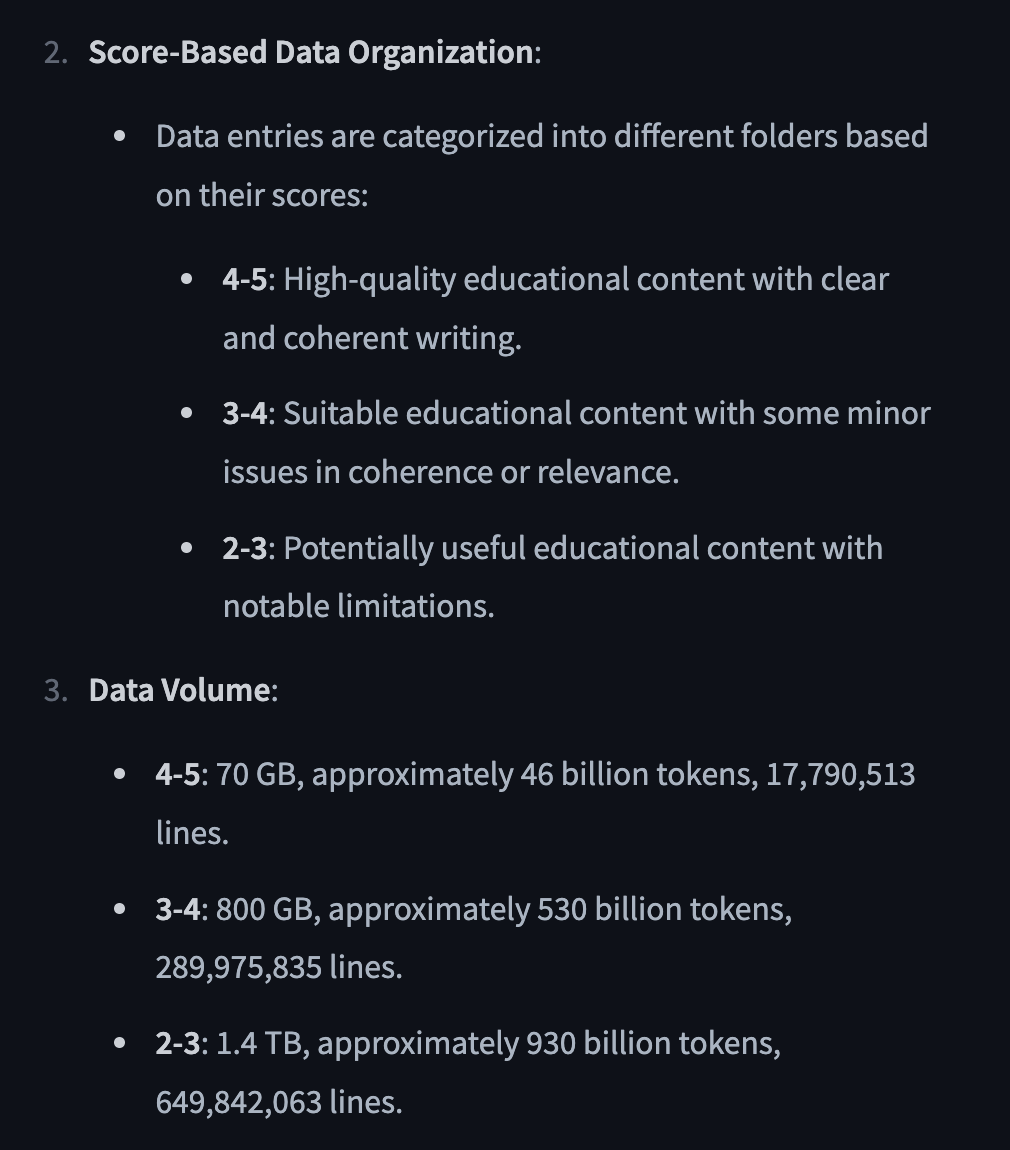 2. Score-Based Data Organization:
• Data entries are categorized into different folders based
on their scores:
• 4-5: High-quality educational content with clear
and coherent writing.
• 3-4: Suitable educational content with some minor
issues in coherence or relevance.
• 2-3: Potentially useful educational content with
notable limitations.
3. Data Volume:
• 4-5: 70 GB, approximately 46 billion tokens, 17,790,513
lines.
• 3-4: 800 GB, approximately 530 billion tokens,
289,975,835 lines.
• 2-3: 1.4 TB, approximately 930 billion tokens,
649,842,063 lines.